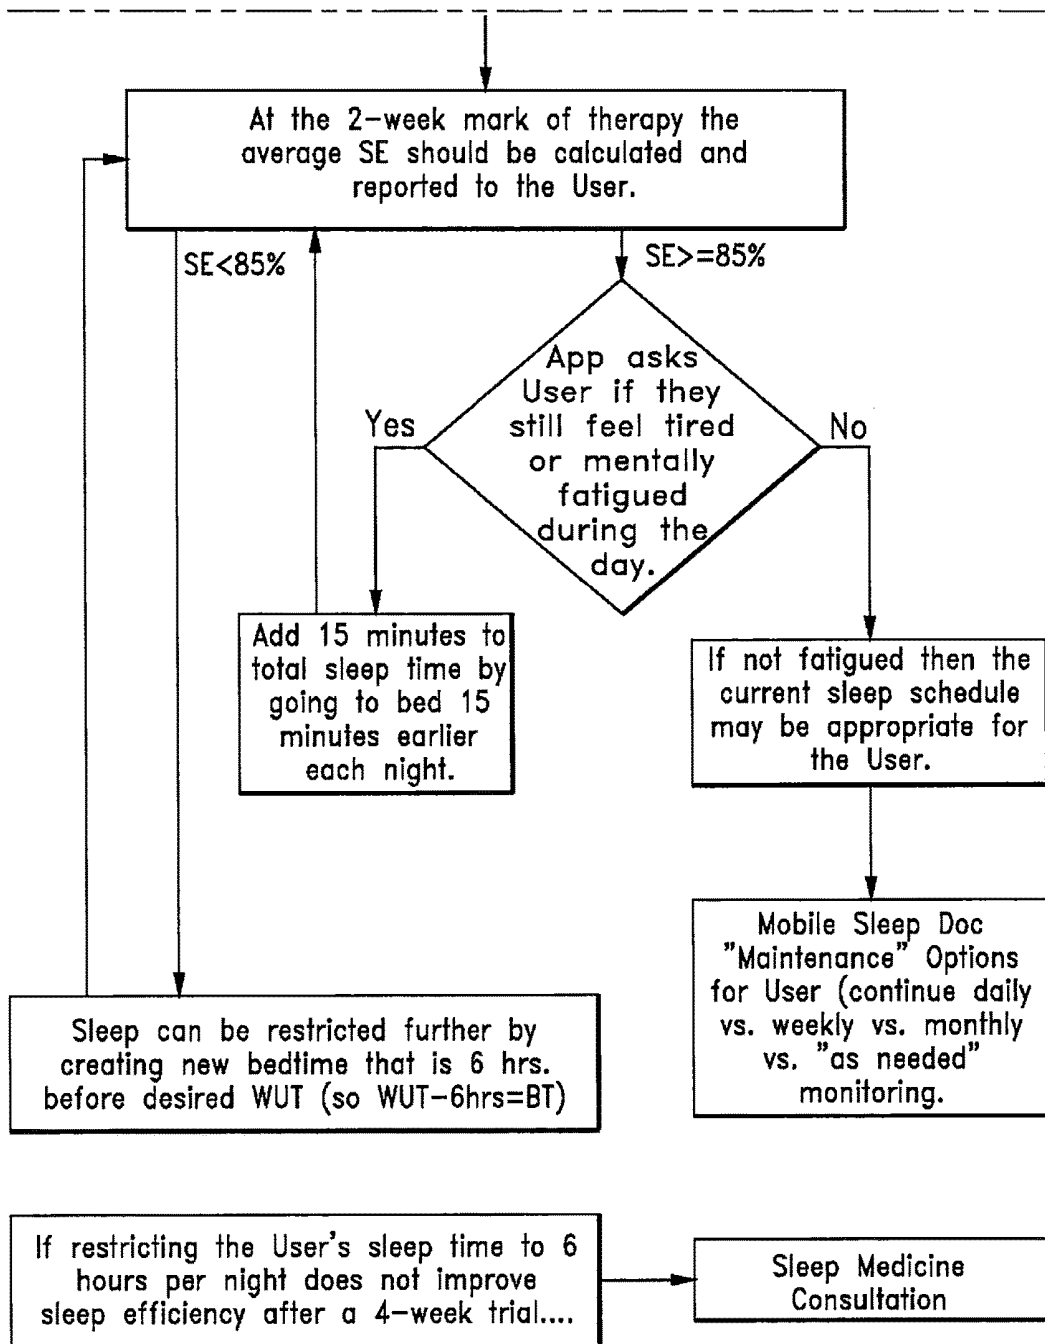 At the 2-week mark of therapy the
average SE should be calculated and
reported to the User.
SE<85%
SE>=85%
App asks
User if they
still feel tired
or mentally
fatigued
during the
day.
Yes
No
Add 15 minutes to
total sleep time by
going to bed 15
minutes earlier
each night.
If not fatigued then the
current sleep schedule
may be appropriate for
the User.
Mobile Sleep Doc
"Maintenance" Options
for User (continue daily
vs. weekly vs. monthly
vs. "as needed"
monitoring.
Sleep can be restricted further by
creating new bedtime that is 6 hrs.
before desired WUT (so WUT-6hrs=BT)
If restricting the User's sleep time to 6
hours per night does not improve
sleep efficiency after a 4-week trial....
Sleep Medicine
Consultation